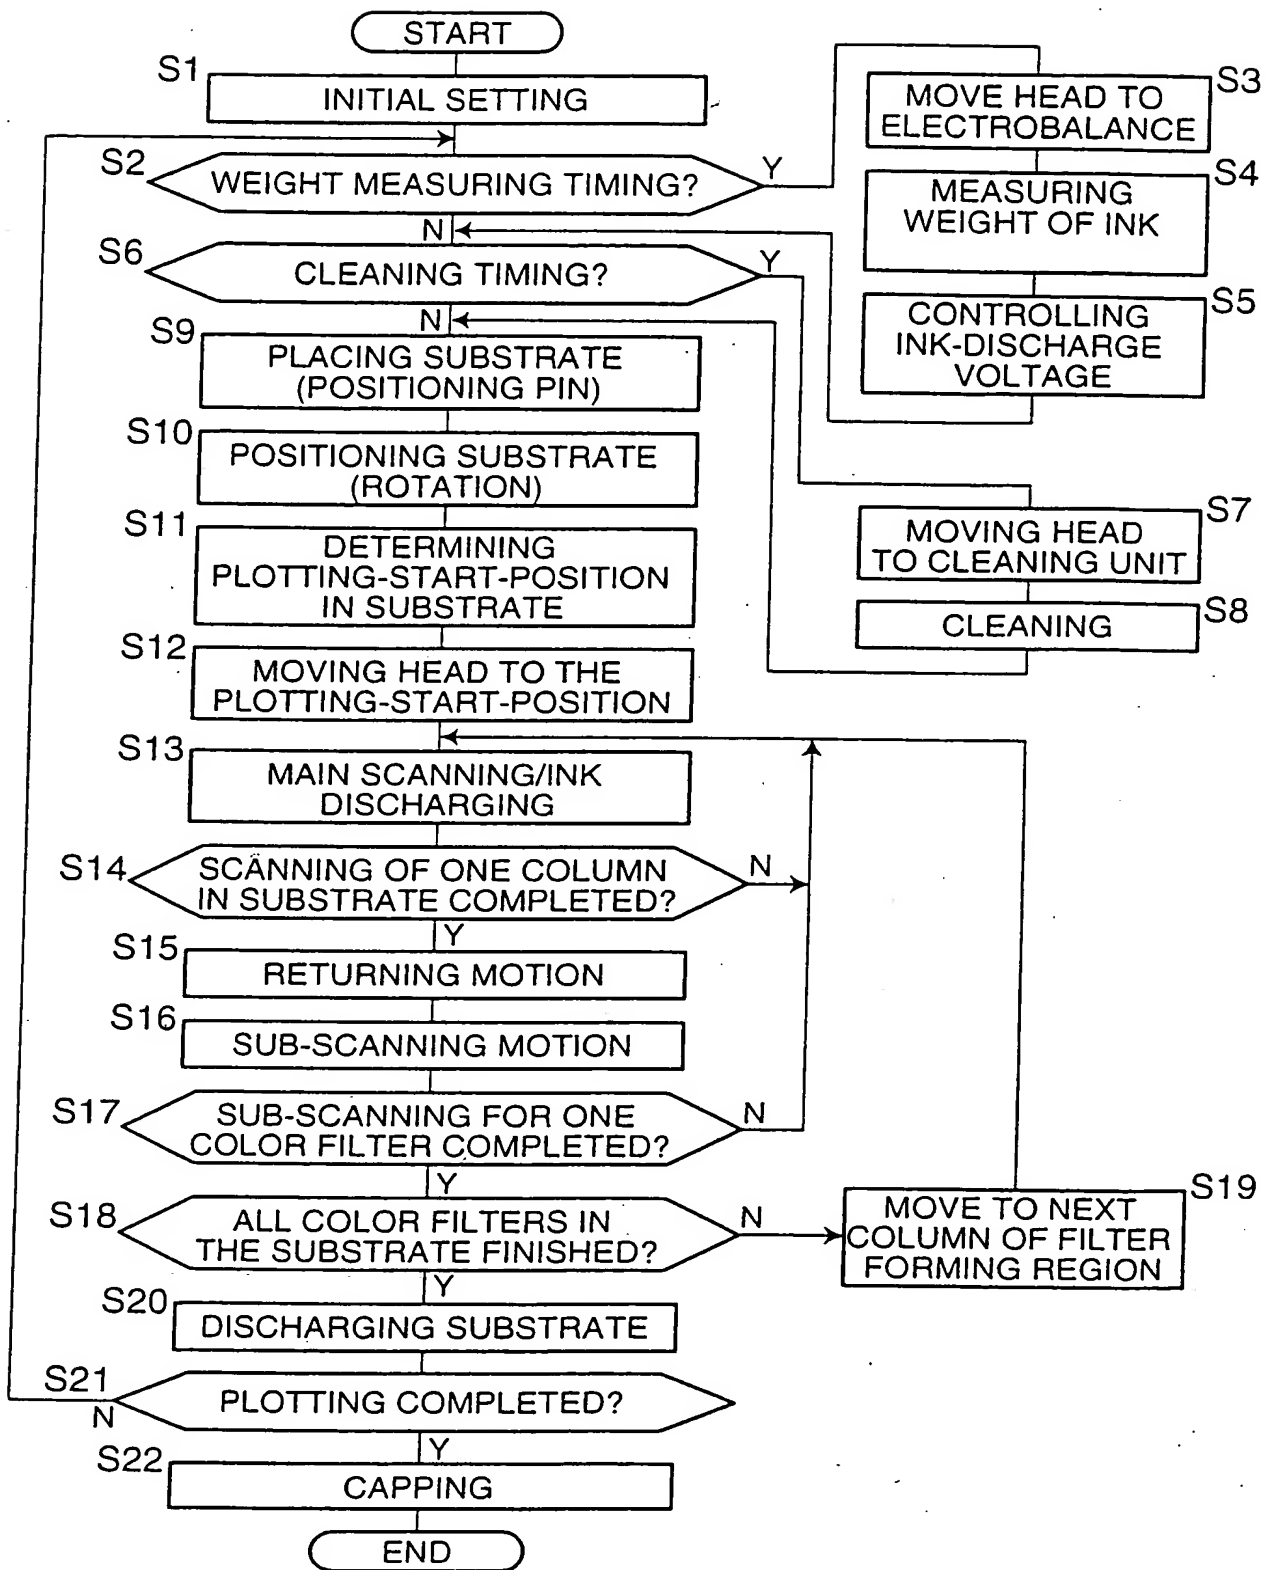 START
S1
INITIAL SETTING
S2
WEIGHT MEASURING TIMING?
Y
N
S3
MOVE HEAD TO
ELECTROBALANCE
S4
MEASURING
WEIGHT OF INK
S5
CONTROLLING
INK-DISCHARGE
VOLTAGE
S6
CLEANING TIMING?
Y
N
S7
MOVING HEAD
TO CLEANING UNIT
S8
CLEANING
S9
PLACING SUBSTRATE
(POSITIONING PIN)
S10
POSITIONING SUBSTRATE
(ROTATION)
S11
DETERMINING
PLOTTING-START-POSITION
IN SUBSTRATE
S12
MOVING HEAD TO THE
PLOTTING-START-POSITION
S13
MAIN SCANNING/INK
DISCHARGING
S14
SCANNING OF ONE COLUMN
IN SUBSTRATE COMPLETED?
N
Y
S15
RETURNING MOTION
S16
SUB-SCANNING MOTION
S17
SUB-SCANNING FOR ONE
COLOR FILTER COMPLETED?
N
Y
S18
ALL COLOR FILTERS IN
THE SUBSTRATE FINISHED?
N
Y
S19
MOVE TO NEXT
COLUMN OF FILTER
FORMING REGION
S20
DISCHARGING SUBSTRATE
S21
PLOTTING COMPLETED?
N
Y
S22
CAPPING
END